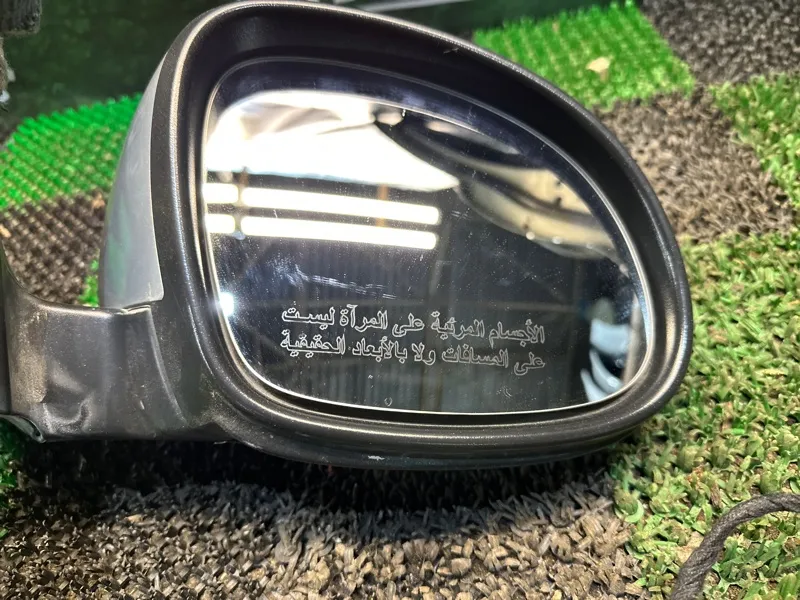 الأجسام المرئية على المرآة ليست
على المسافات ولا بالأبعاد الحقيقية